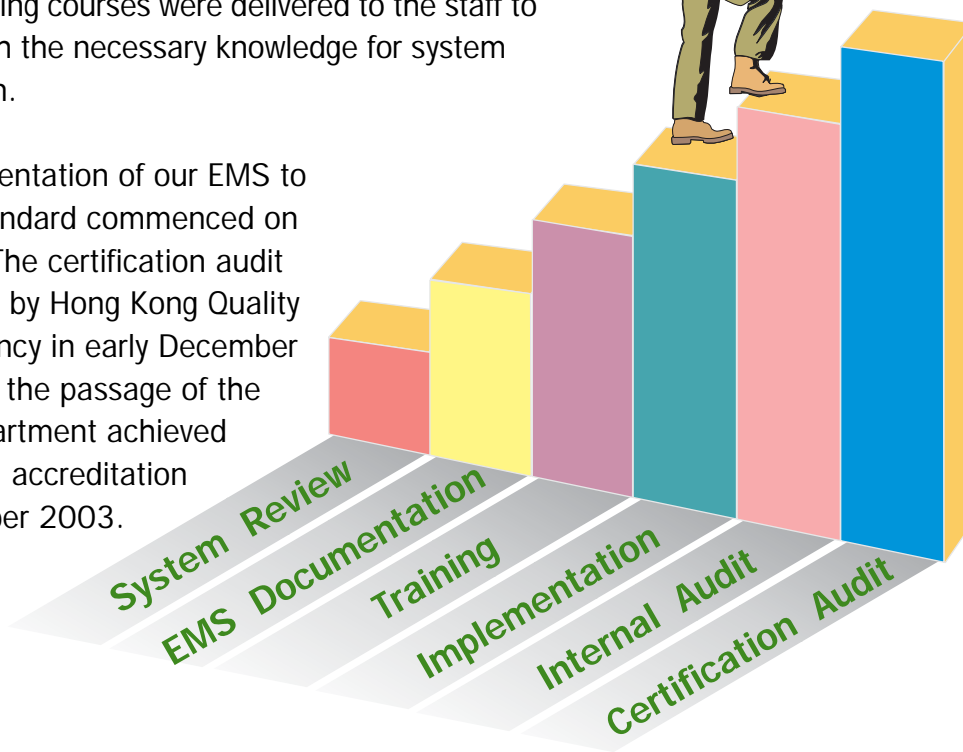 ing courses were delivered to the staff to
the necessary knowledge for system
entation of our EMS to
ndard commenced on
The certification audit
by Hong Kong Quality
ncy in early December
the passage of the
artment achieved
accreditation
er 2003.
System Review
EMS Documentation
Training
Implementation
Internal Audit
Certification Audit